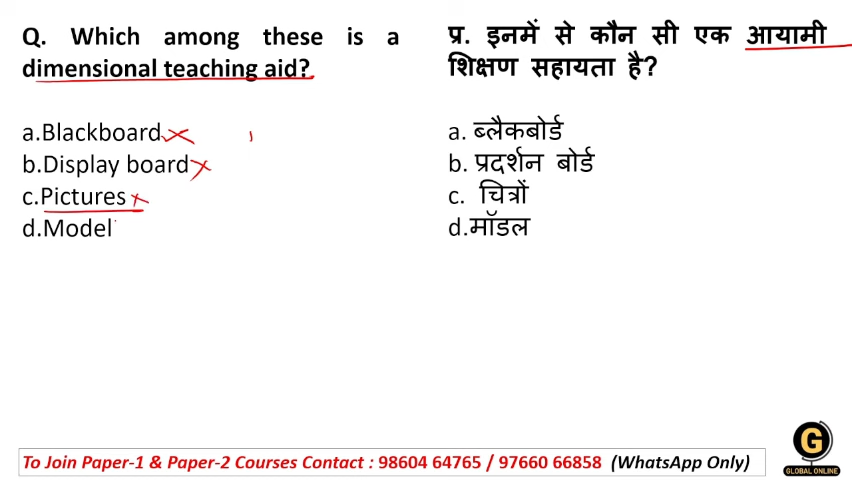 Q. Which among these is a
dimensional teaching aid?
a.Blackboard
b.Display board
c.Pictures
d.Model
प्र. इनमें से कौन सी एक आयामी
शिक्षण सहायता है?
a. ब्लैकबोर्ड
b. प्रदर्शन बोर्ड
c. चित्रों
d.मॉडल
G
GLOBAL ONLINE
To Join Paper-1 & Paper-2 Courses Contact : 98604 64765 / 97660 66858 (WhatsApp Only)